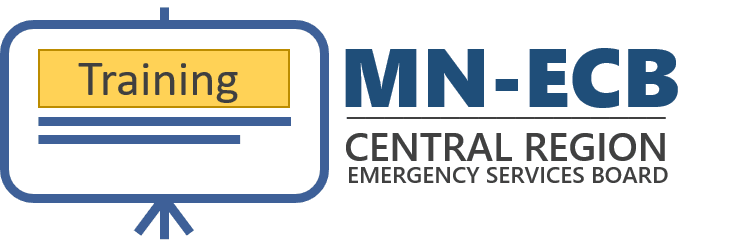 Training
MN-ECB
CENTRAL REGION
EMERGENCY SERVICES BOARD